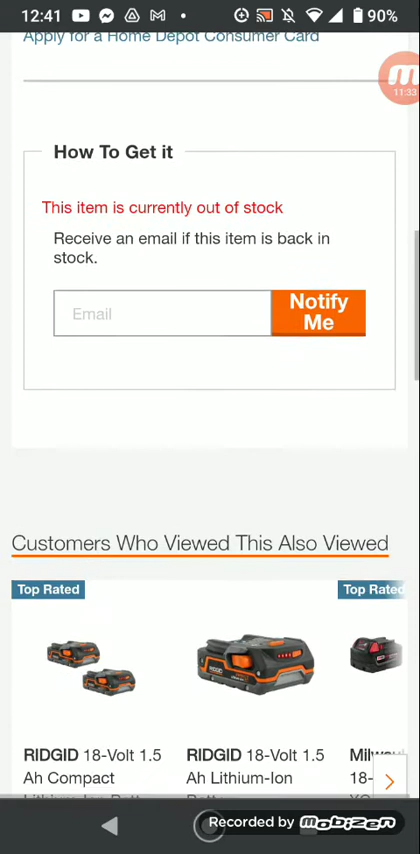 12:41
90%
Apply for a Home Depot Consumer Card
11:33
How To Get it
This item is currently out of stock
Receive an email if this item is back in
stock.
Email
Notify
Me
Customers Who Viewed This Also Viewed
Top Rated
Top Rated
RIDGID 18-Volt 1.5
Ah Compact
RIDGID 18-Volt 1.5
Ah Lithium-Ion
18-
Recorded by mobizen